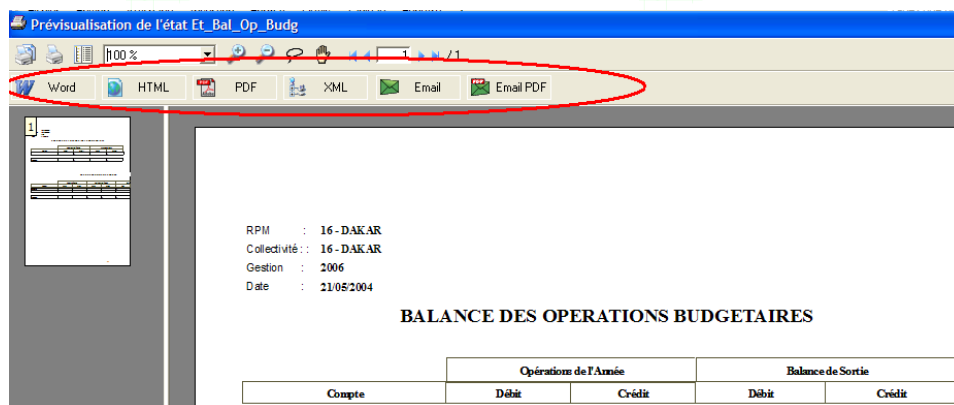 Prévisualisation de l'état Et_Bal_Op_Budg
100 % 1 / 1
Word HTML PDF XML Email Email PDF
1
RPM : 16 - DAKAR
Collectivité : : 16 - DAKAR
Gestion : 2006
Date : 21/05/2004
BALANCE DES OPERATIONS BUDGETAIRES
Opérations de l'Année Balance de Sortie
Compte Débit Crédit Débit Crédit